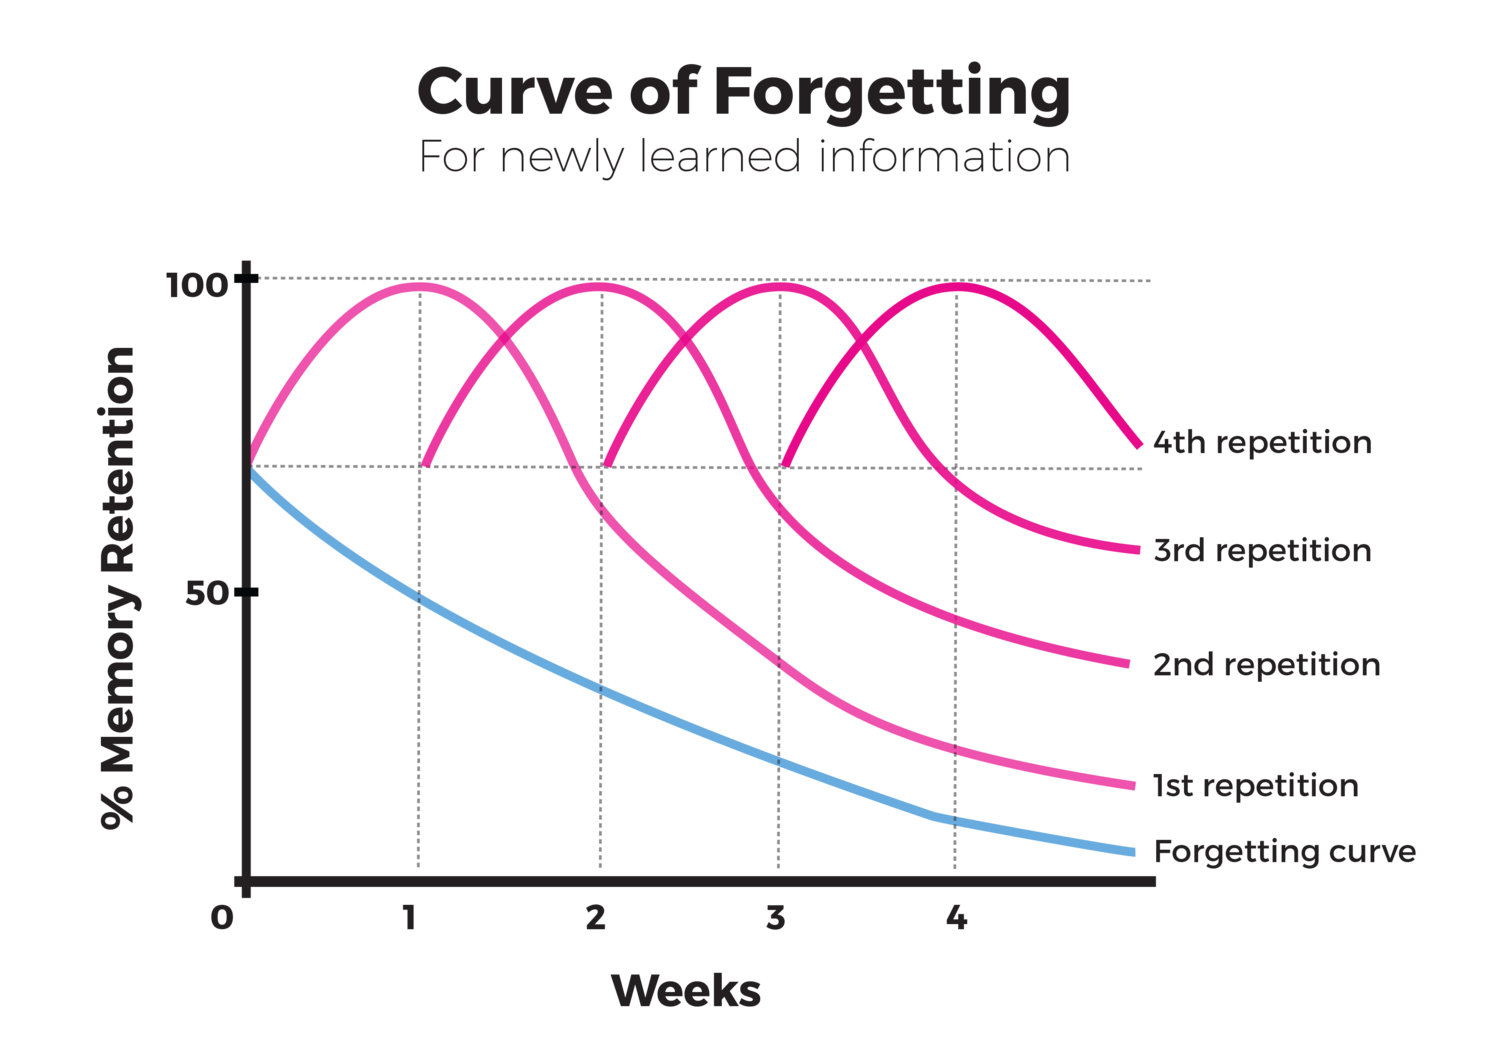 Curve of Forgetting
For newly learned information
100
50
% Memory Retention
4th repetition
3rd repetition
2nd repetition
1st repetition
Forgetting curve
0 1 2 3 4
Weeks